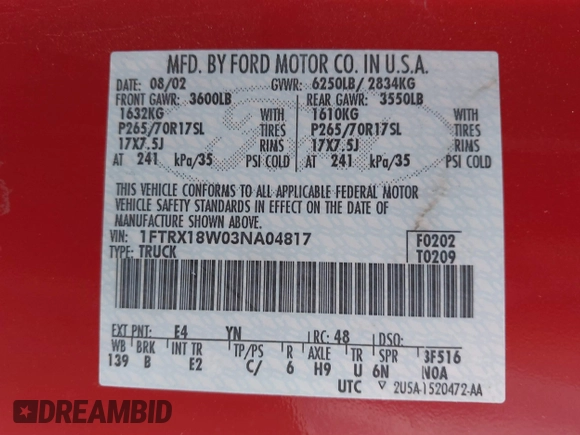 MFD. BY FORD MOTOR CO. IN U.S.A.
DATE: 08/02 GVWR: 6250LB/ 2834KG
FRONT GAWR: 3600LB REAR GAWR: 3550LB
1632KG WITH 1610KG WITH
P265/70R17SL TIRES P265/70R17SL TIRES
17X7.5J RIMS 17X7.5J RIMS
AT 241 kPa/35 PSI COLD AT 241 kPa/35 PSI COLD
THIS VEHICLE CONFORMS TO ALL APPLICABLE FEDERAL MOTOR
VEHICLE SAFETY STANDARDS IN EFFECT ON THE DATE OF
MANUFACTURE SHOWN ABOVE.
VIN: 1FTRX18W03NA04817 F0202
TYPE: TRUCK T0209
EXT PNT: E4 YN RC: 48 DSO:
WB BRK INT TR TP/PS R AXLE TR SPR 3F516
139 B E2 C/ 6 H9 U 6N N0A
UTC ▽ 2U5A-1520472-AA
DREAMBID